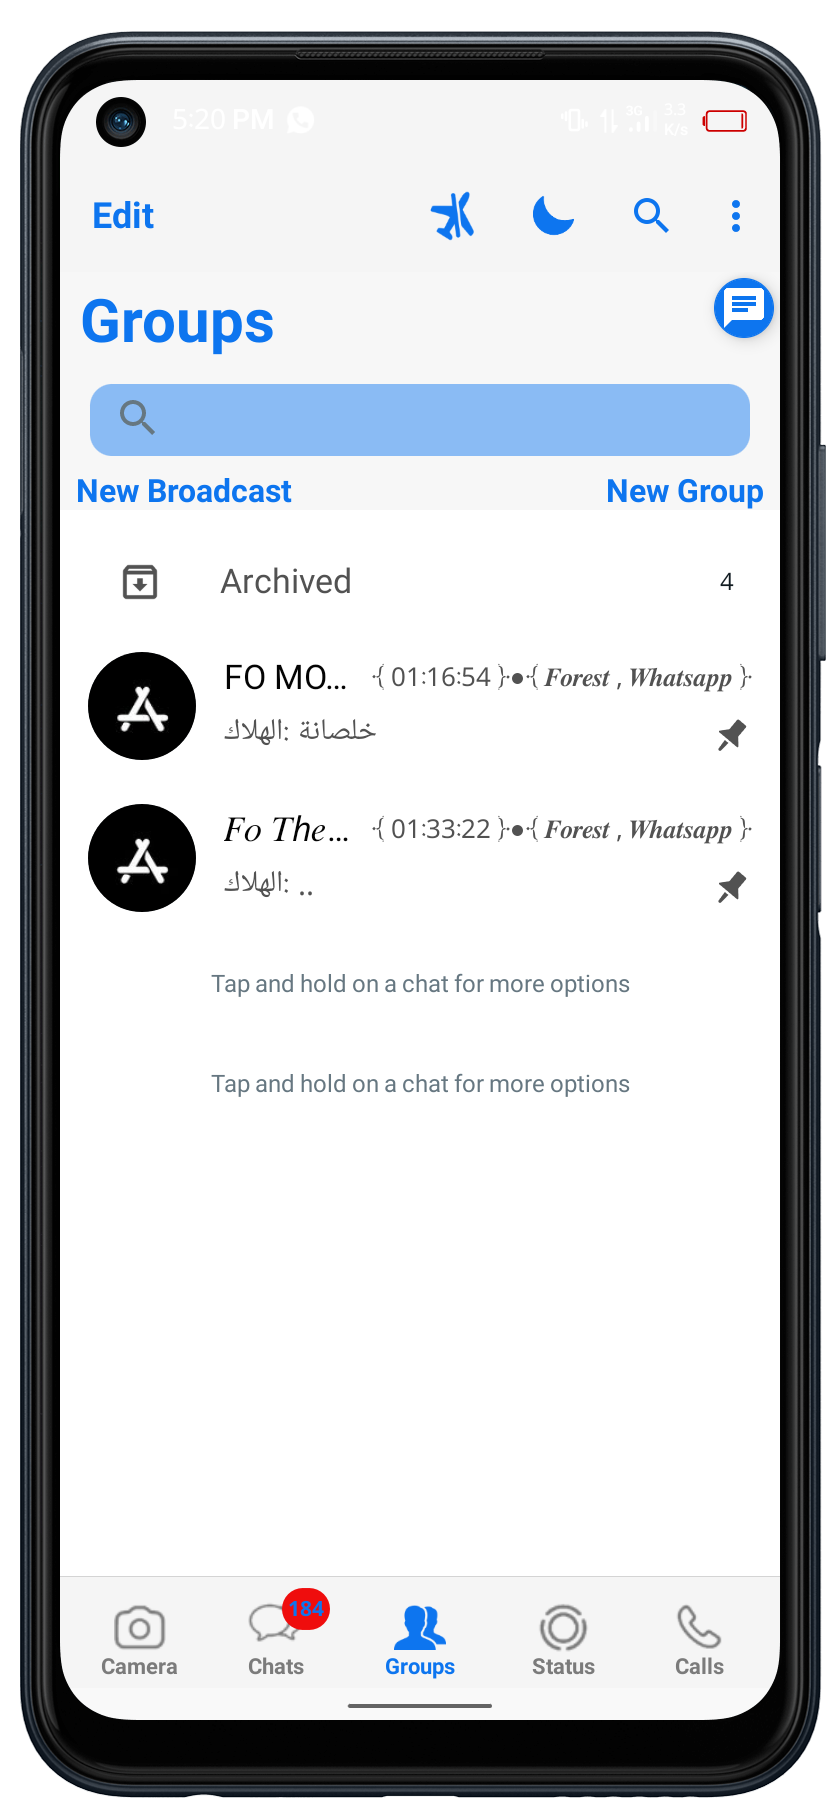 5:20 PM 3G 3.3 K/s
Edit
Groups
New Broadcast New Group
Archived 4
FO MO... ·{ 01:16:54 }·●·{ 𝑭𝒐𝒓𝒆𝒔𝒕 , 𝑾𝒉𝒂𝒕𝒔𝒂𝒑𝒑 }·
الهلاك: خلصانة
𝐹𝑜 𝑇ℎ𝑒... ·{ 01:33:22 }·●·{ 𝑭𝒐𝒓𝒆𝒔𝒕 , 𝑾𝒉𝒂𝒕𝒔𝒂𝒑𝒑 }·
الهلاك: ..
Tap and hold on a chat for more options
Tap and hold on a chat for more options
184
Camera Chats Groups Status Calls